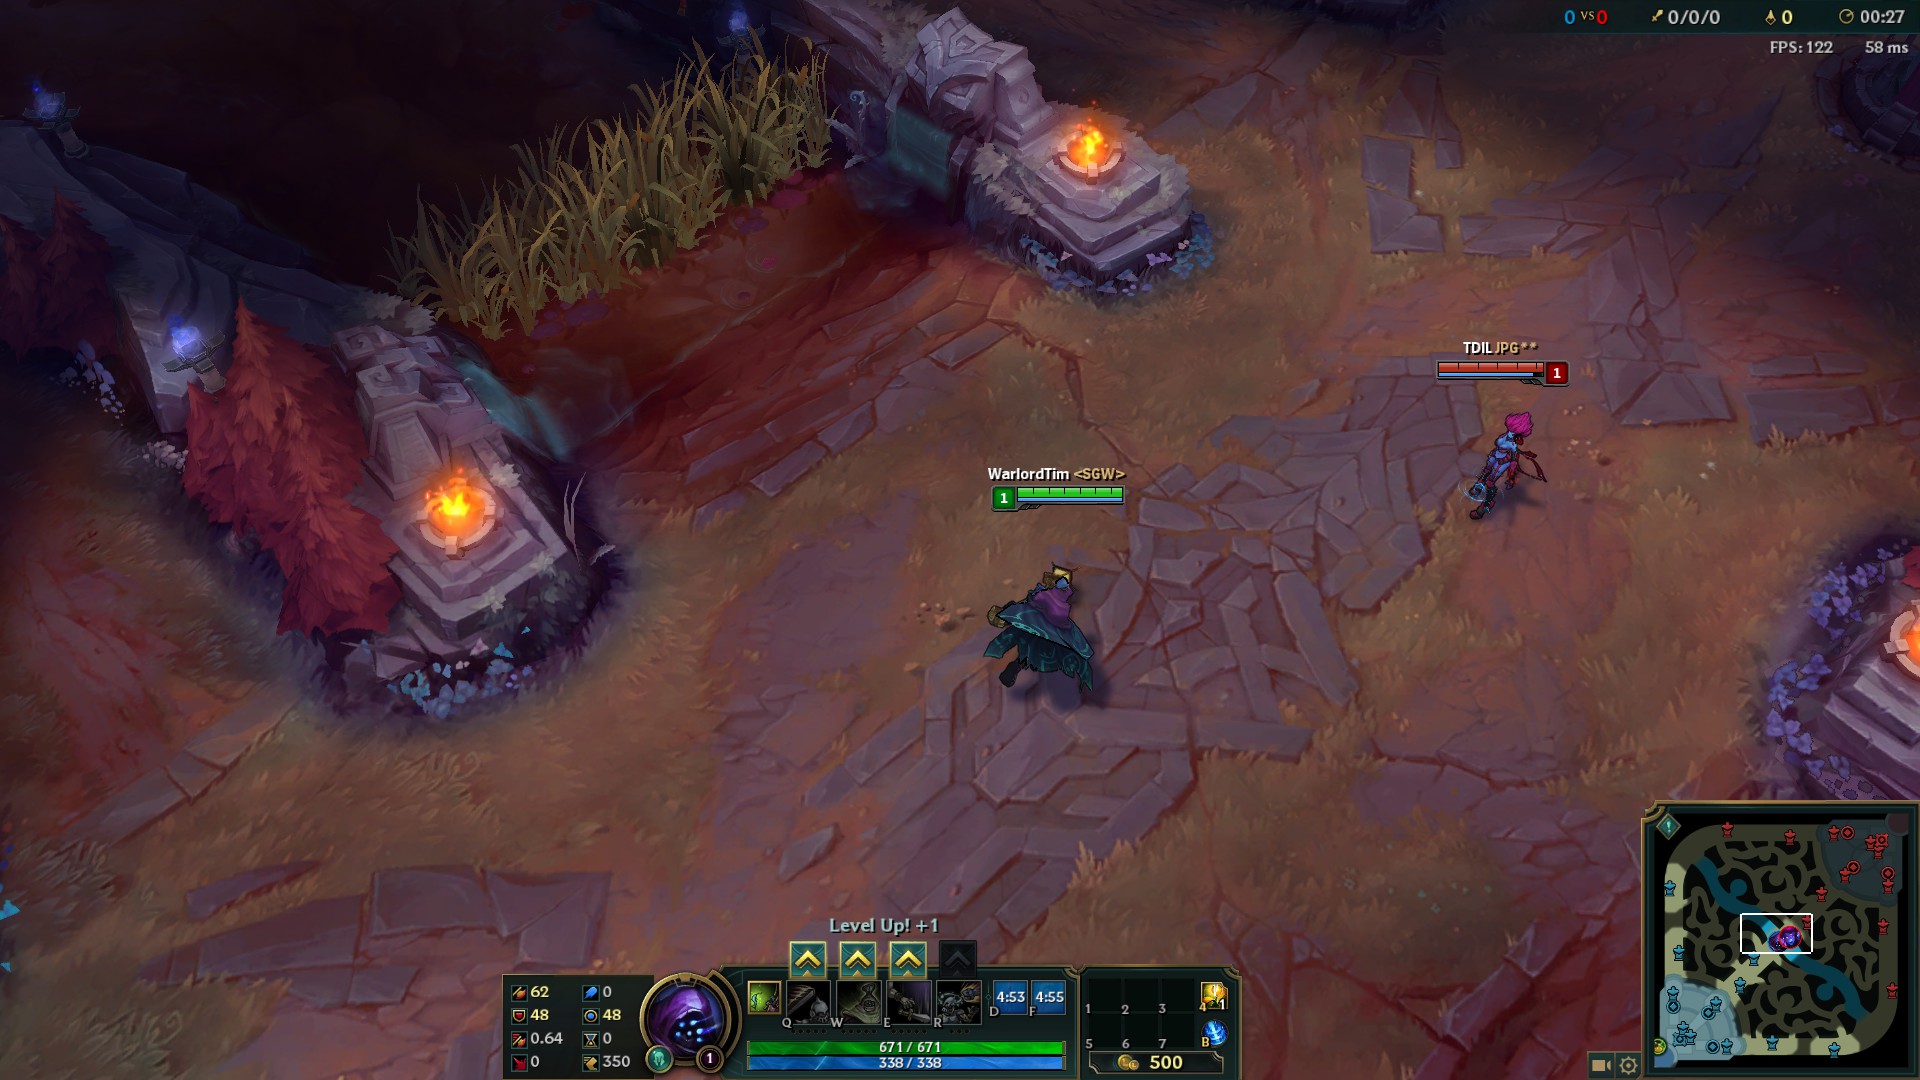 0 VS 0 0/0/0 0 00:27
FPS: 122 58 ms
TDIL JPG**
1
WarlordTim <SGW>
1
Level Up! +1
62 0
48 48
0.64 0
0 350
1
Q W E R
4:53 4:55
D F
671 / 671
338 / 338
1 2 3 4 1
5 6 7 B
500